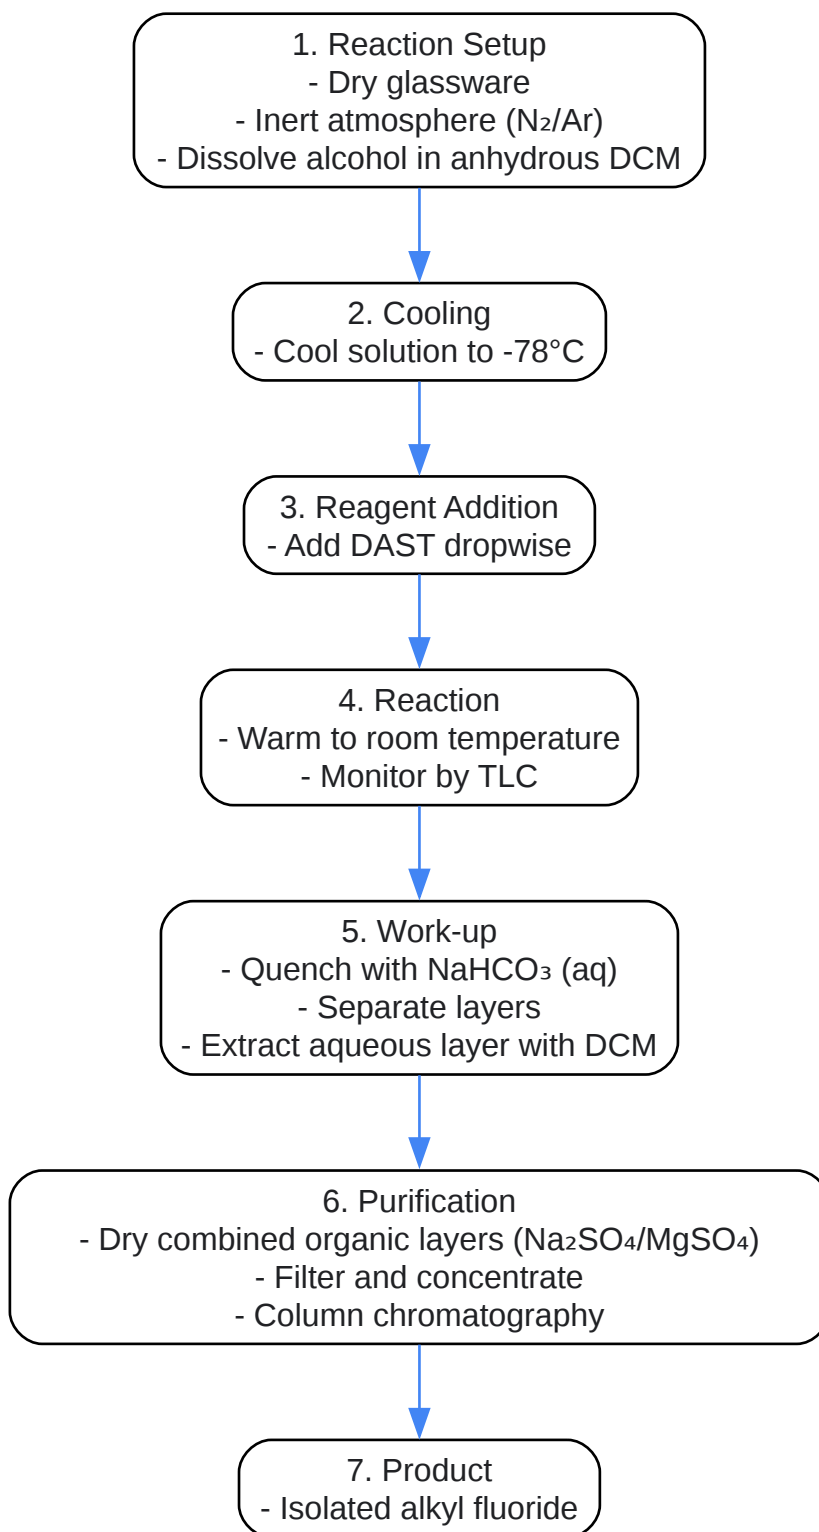 1. Reaction Setup
- Dry glassware
- Inert atmosphere (N₂/Ar)
- Dissolve alcohol in anhydrous DCM
2. Cooling
- Cool solution to -78°C
3. Reagent Addition
- Add DAST dropwise
4. Reaction
- Warm to room temperature
- Monitor by TLC
5. Work-up
- Quench with NaHCO₃ (aq)
- Separate layers
- Extract aqueous layer with DCM
6. Purification
- Dry combined organic layers (Na₂SO₄/MgSO₄)
- Filter and concentrate
- Column chromatography
7. Product
- Isolated alkyl fluoride